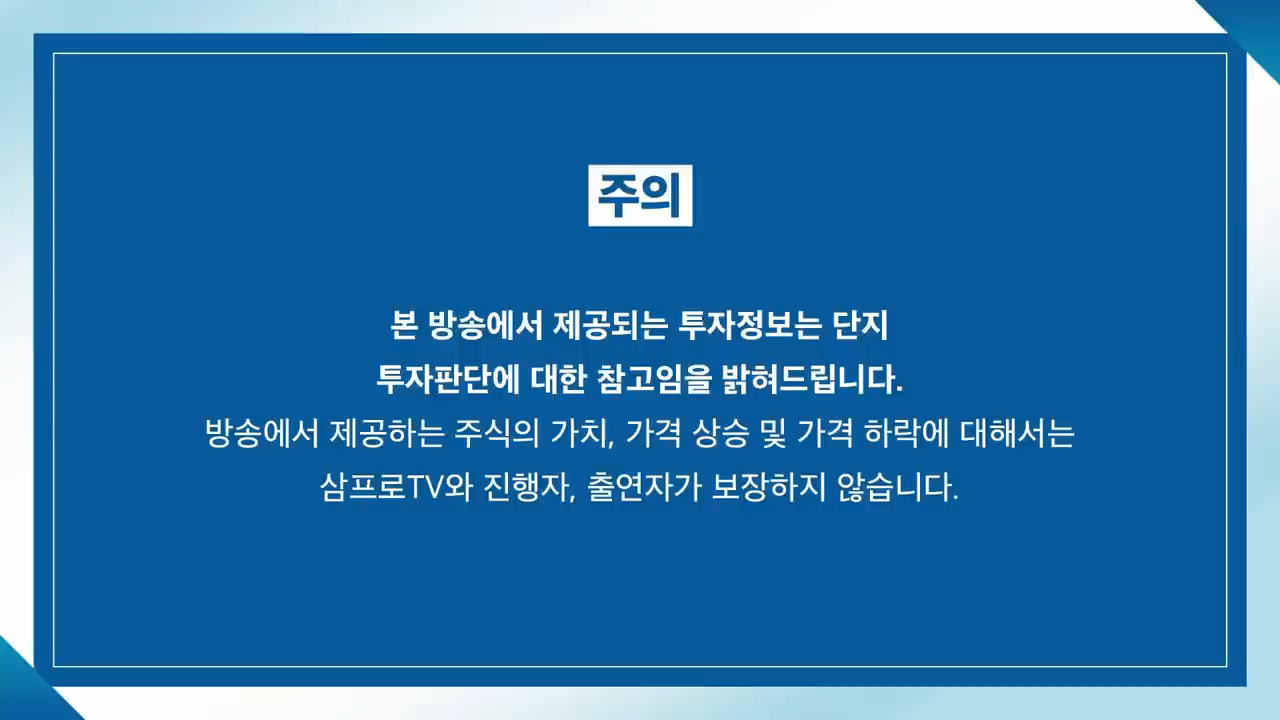 주의
본 방송에서 제공되는 투자정보는 단지
투자판단에 대한 참고임을 밝혀드립니다.
방송에서 제공하는 주식의 가치, 가격 상승 및 가격 하락에 대해서는
삼프로TV와 진행자, 출연자가 보장하지 않습니다.